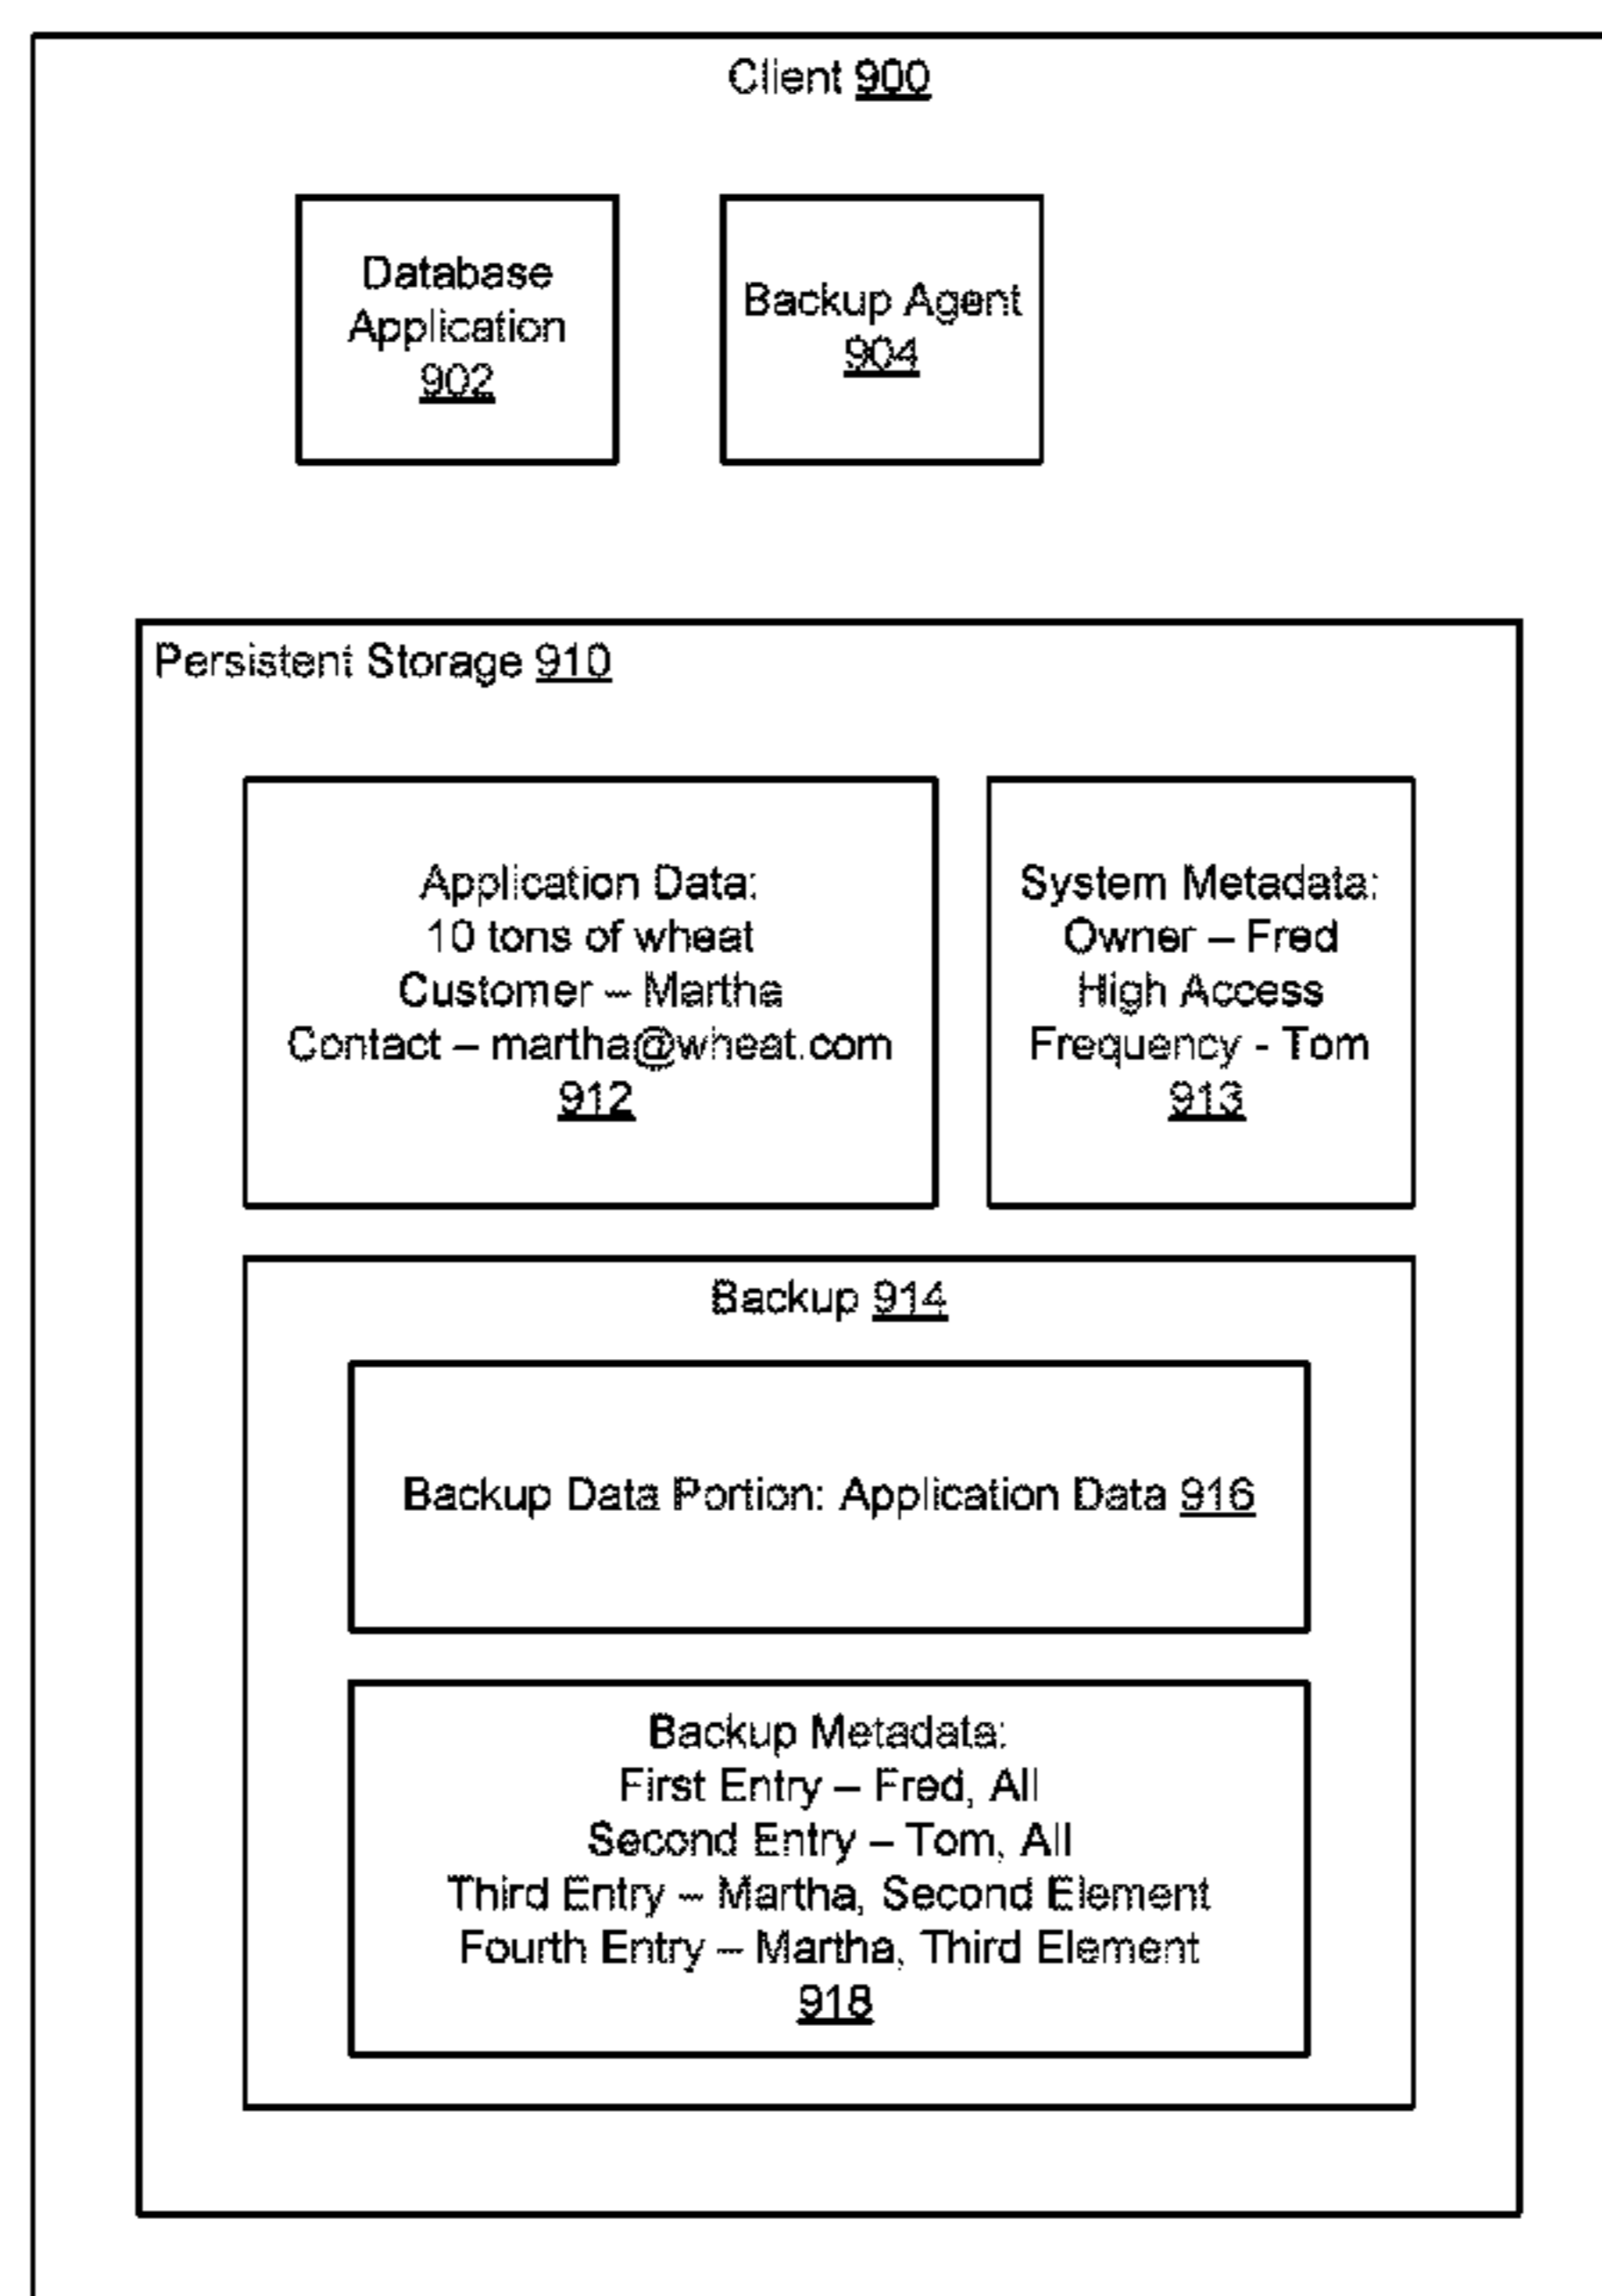 Client 900
Database
Application
902
Backup Agent
904
Persistent Storage 910
Application Data:
10 tons of wheat
Customer – Martha
Contact – martha@wheat.com
912
System Metadata:
Owner – Fred
High Access
Frequency - Tom
913
Backup 914
Backup Data Portion: Application Data 916
Backup Metadata:
First Entry – Fred, All
Second Entry – Tom, All
Third Entry – Martha, Second Element
Fourth Entry – Martha, Third Element
918